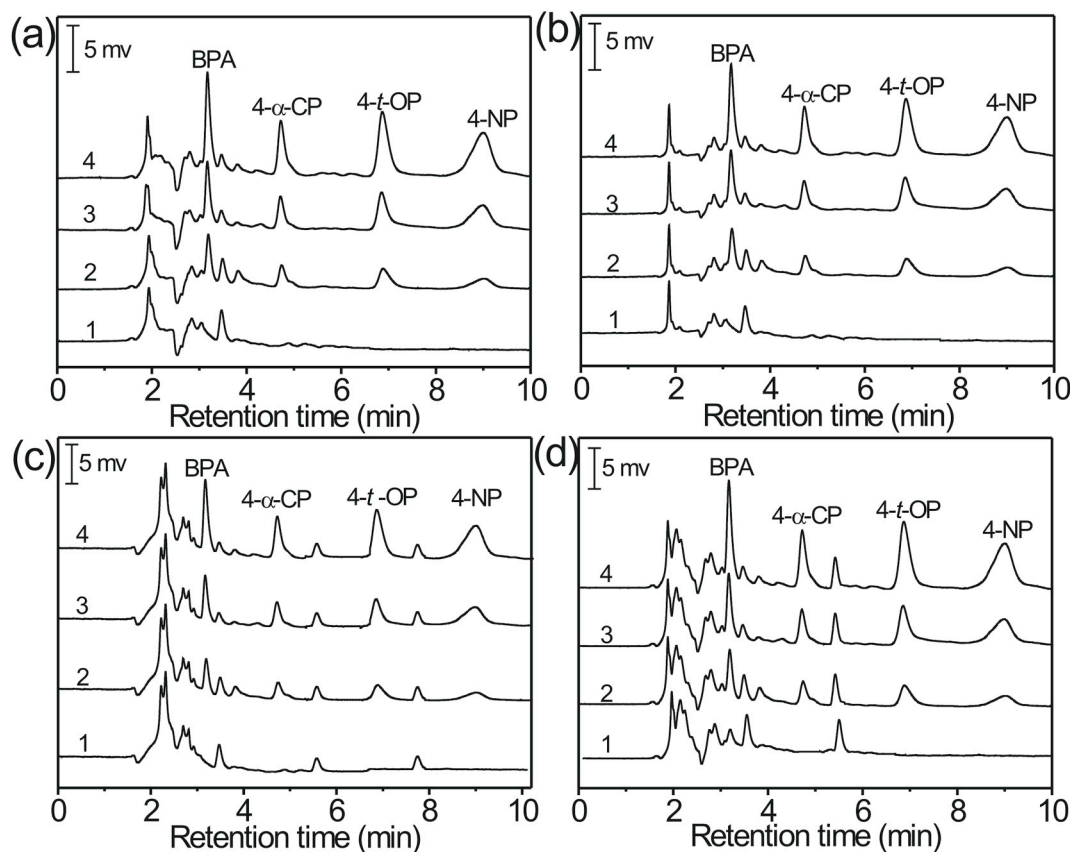 (a)
5 mv
BPA
4-α-CP
4-t-OP
4-NP
4
3
2
1
0 2 4 6 8 10
Retention time (min)
(b)
5 mv
BPA
4-α-CP
4-t-OP
4-NP
4
3
2
1
0 2 4 6 8 10
Retention time (min)
(c)
5 mv
BPA
4-α-CP
4-t -OP
4-NP
4
3
2
1
0 2 4 6 8 10
Retention time (min)
(d)
5 mv
BPA
4-α-CP
4-t-OP
4-NP
4
3
2
1
0 2 4 6 8 10
Retention time (min)